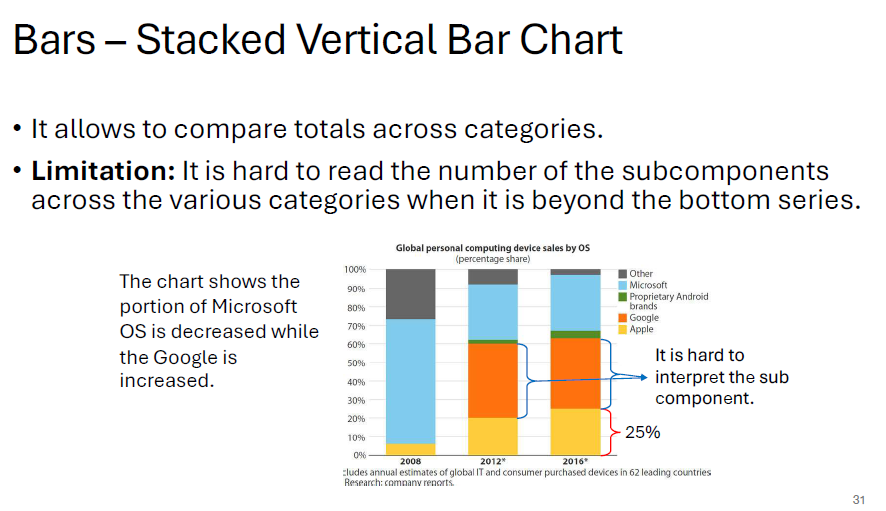 Bars – Stacked Vertical Bar Chart
• It allows to compare totals across categories.
• Limitation: It is hard to read the number of the subcomponents
across the various categories when it is beyond the bottom series.
The chart shows the
portion of Microsoft
OS is decreased while
the Google is
increased.
Global personal computing device sales by OS
(percentage share)
100%
90%
80%
70%
60%
50%
40%
30%
20%
10%
0%
2008
2012*
2016*
Other
Microsoft
Proprietary Android
brands
Google
Apple
It is hard to
interpret the sub
component.
25%
cludes annual estimates of global IT and consumer purchased devices in 62 leading countries
Research: company reports.
31